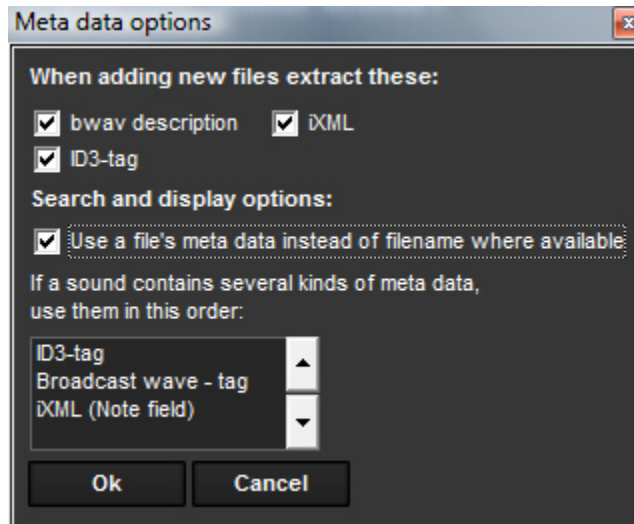 Meta data options
When adding new files extract these:
bwav description iXML
ID3-tag
Search and display options:
Use a file's meta data instead of filename where available
If a sound contains several kinds of meta data,
use them in this order:
ID3-tag
Broadcast wave - tag
iXML (Note field)
Ok Cancel